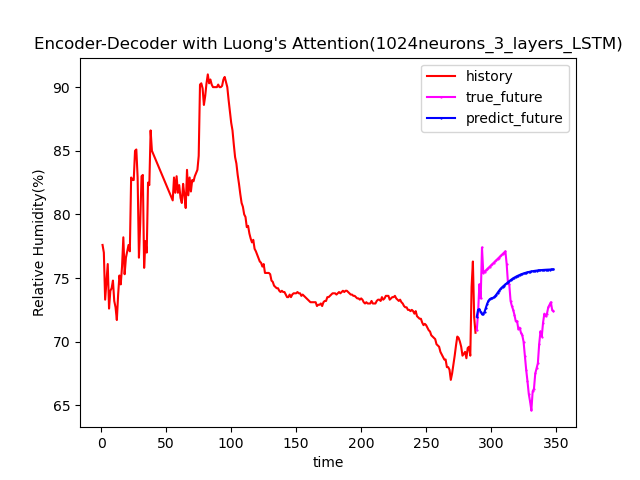 Encoder-Decoder with Luong's Attention(1024neurons_3_layers_LSTM)
history
true_future
predict_future
Relative Humidity(%)
90
85
80
75
70
65
0 50 100 150 200 250 300 350
time